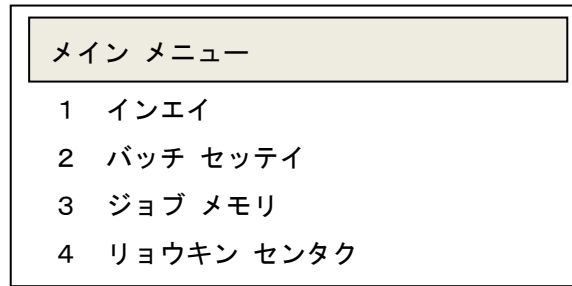 メイン メニュー
1 インエイ
2 バッチ セッテイ
3 ジョブ メモリ
4 リョウキン センタク